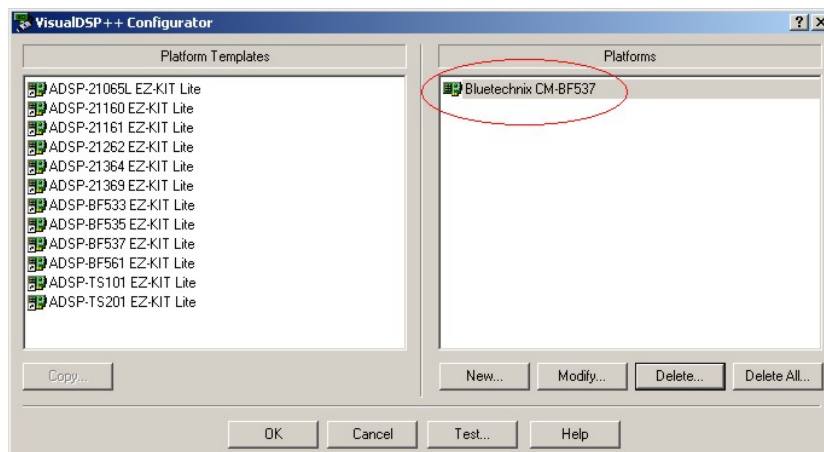 VisualDSP++ Configurator
Platform Templates
ADSP-21065L EZ-KIT Lite
ADSP-21160 EZ-KIT Lite
ADSP-21161 EZ-KIT Lite
ADSP-21262 EZ-KIT Lite
ADSP-21364 EZ-KIT Lite
ADSP-21369 EZ-KIT Lite
ADSP-BF533 EZ-KIT Lite
ADSP-BF535 EZ-KIT Lite
ADSP-BF537 EZ-KIT Lite
ADSP-BF561 EZ-KIT Lite
ADSP-TS101 EZ-KIT Lite
ADSP-TS201 EZ-KIT Lite
Copy...
Platforms
Bluetechnix CM-BF537
New... Modify... Delete... Delete All...
OK Cancel Test... Help